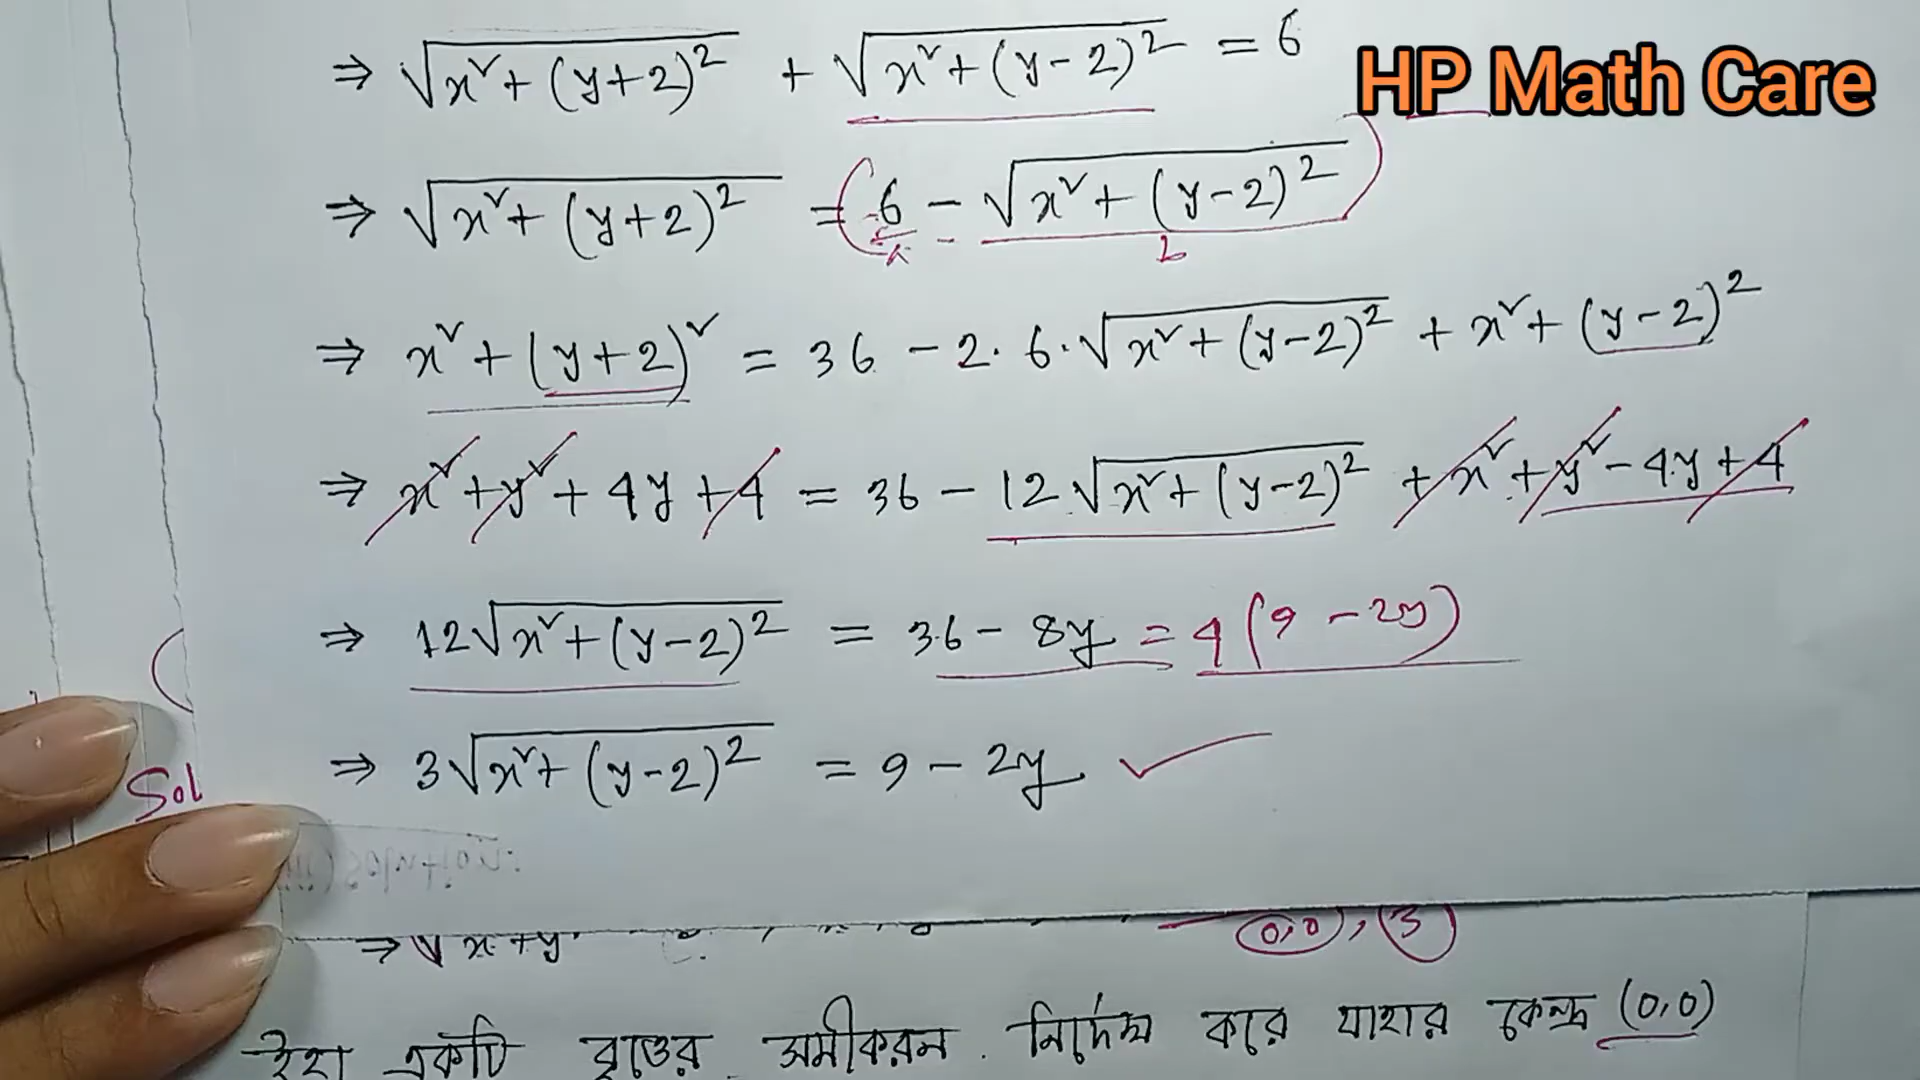 ⇒ √(x² + (y+2)²) + √(x² + (y-2)²) = 6
HP Math Care
⇒ √(x² + (y+2)²) = (6 - √(x² + (y-2)²))
a - b
⇒ x² + (y+2)² = 36 - 2·6·√(x² + (y-2)²) + x² + (y-2)²
⇒ x² + y² + 4y + 4 = 36 - 12√(x² + (y-2)²) + x² + y² - 4y + 4
⇒ 12√(x² + (y-2)²) = 36 - 8y = 4(9 - 2y)
⇒ 3√(x² + (y-2)²) = 9 - 2y ✓
Sol
Solution:
⇒ √x + y
(0,0), (3)
ইহা একটি বৃত্তের সমীকরন নির্দেশ করে যাহার কেন্দ্র (0,0)